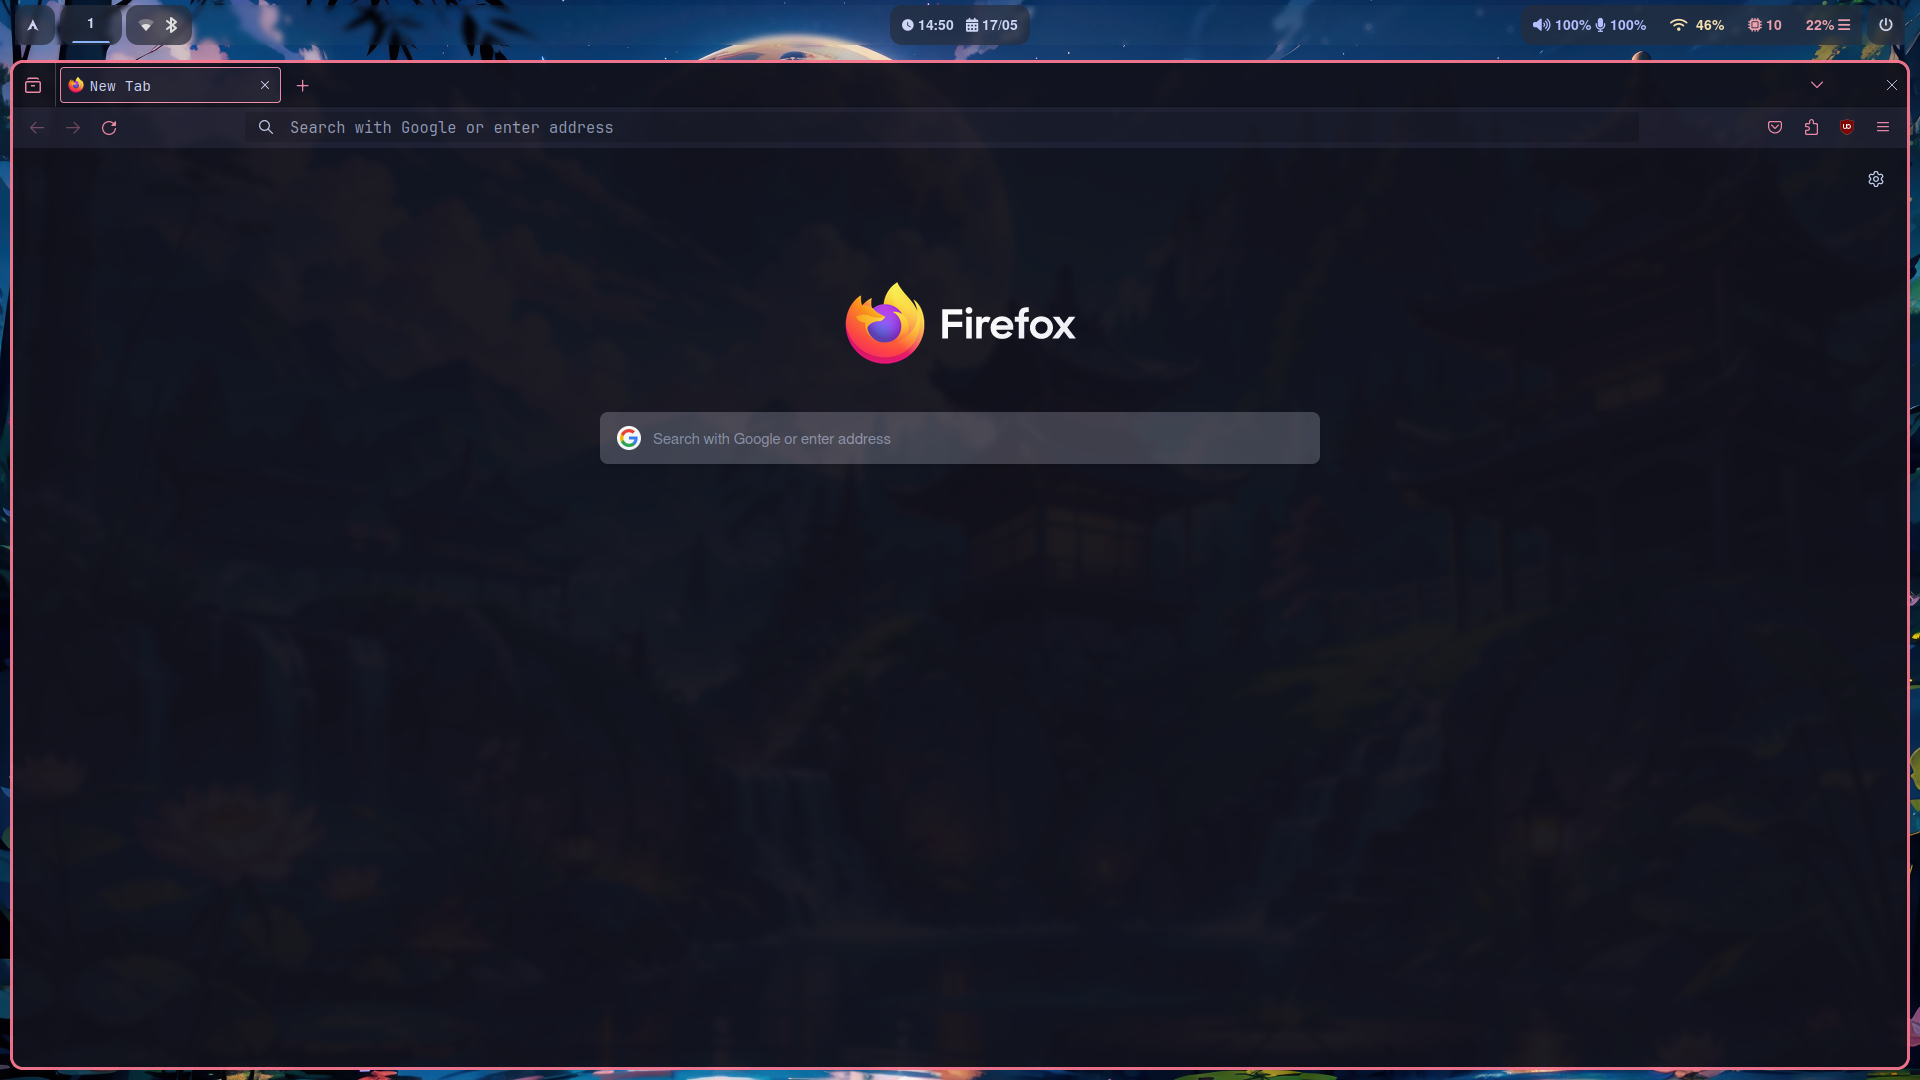 1
14:50 17/05
100% 100% 46% 10 22%
New Tab
Search with Google or enter address
Firefox
Search with Google or enter address